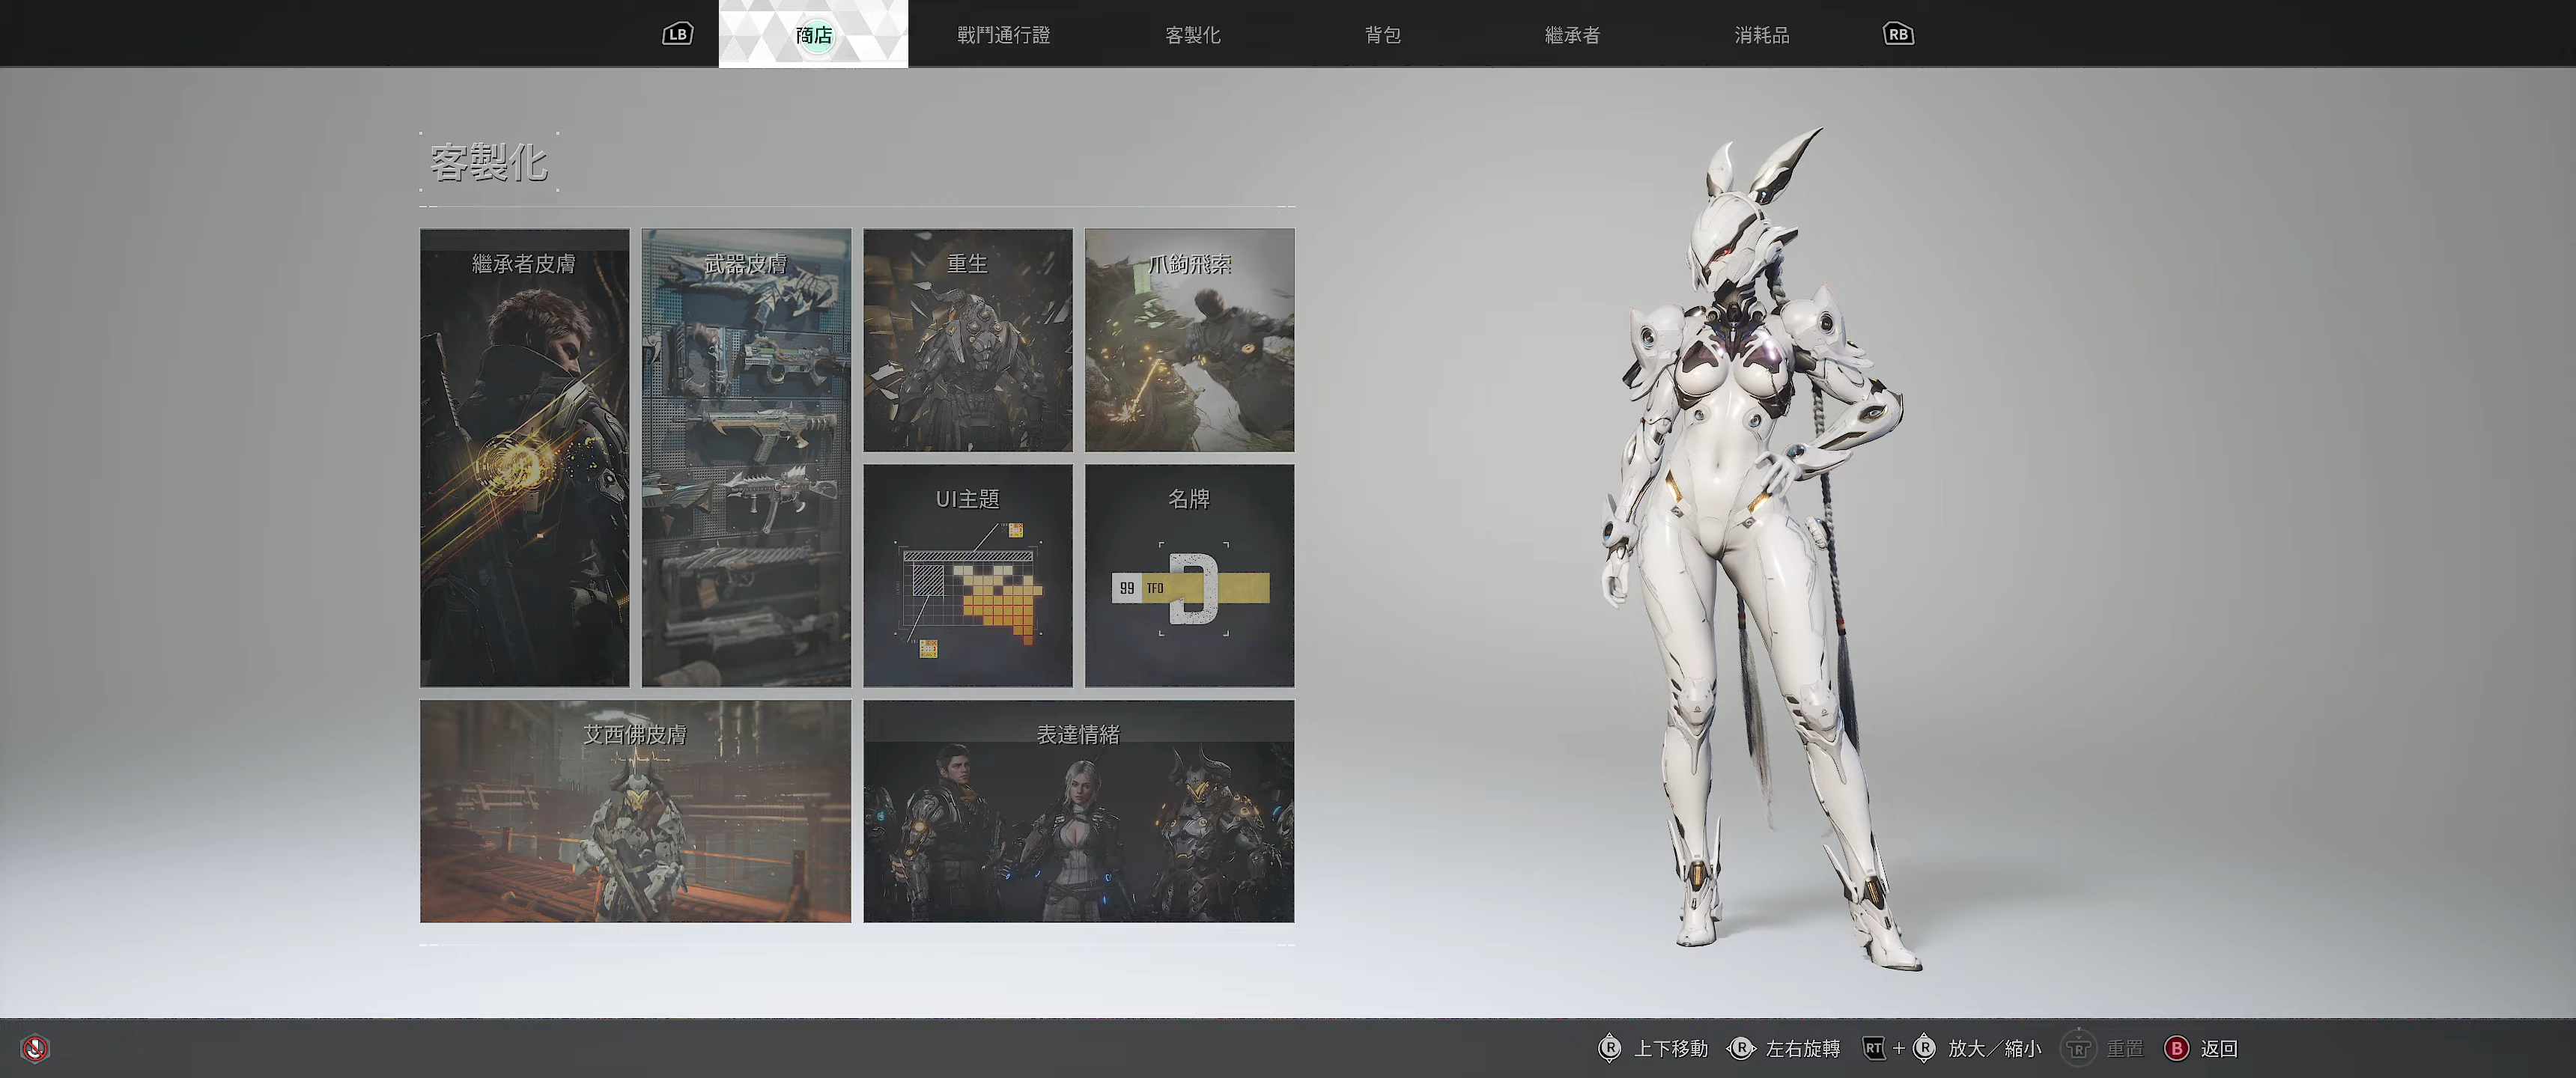 LB 商店 戰鬥通行證 客製化 背包 繼承者 消耗品 RB
客製化
繼承者皮膚 武器皮膚 重生 爪鉤飛索
UI主題 名牌
99 TFD D
艾西佛皮膚 表達情緒
R 上下移動 R 左右旋轉 RT + R 放大／縮小 R 重置 B 返回